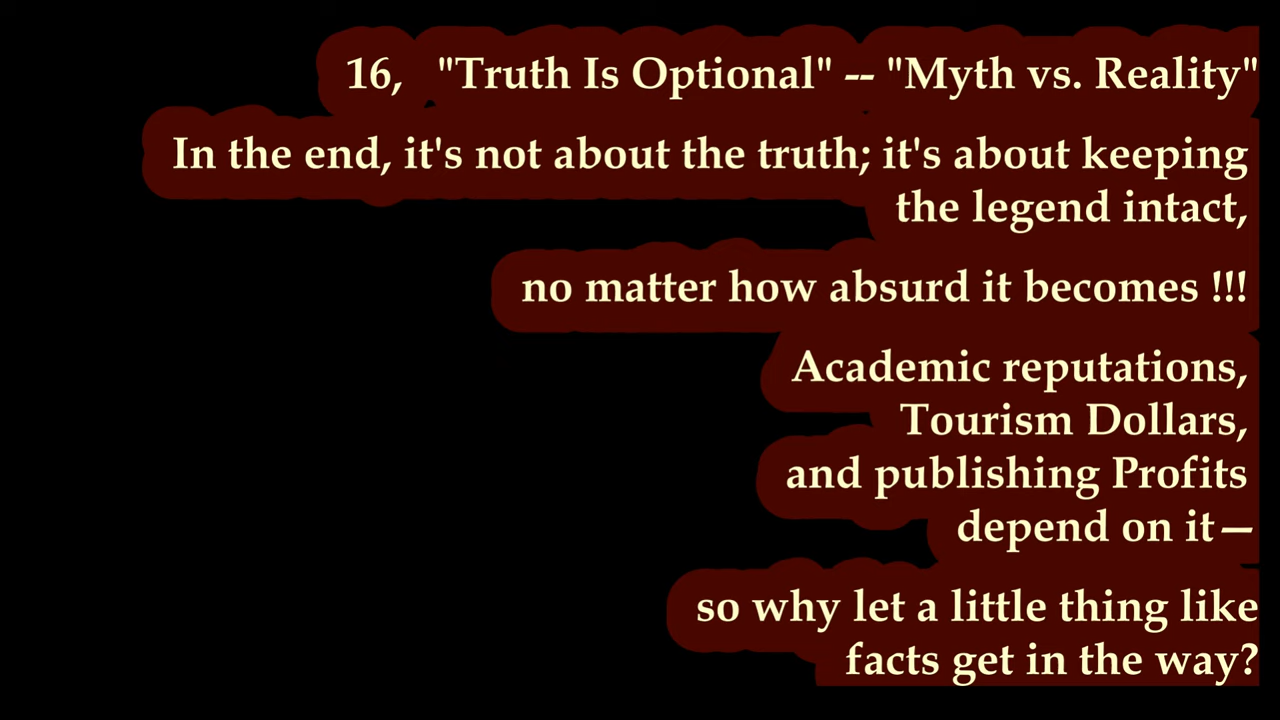 16, "Truth Is Optional" -- "Myth vs. Reality"
In the end, it's not about the truth; it's about keeping
the legend intact,
no matter how absurd it becomes !!!
Academic reputations,
Tourism Dollars,
and publishing Profits
depend on it—
so why let a little thing like
facts get in the way?